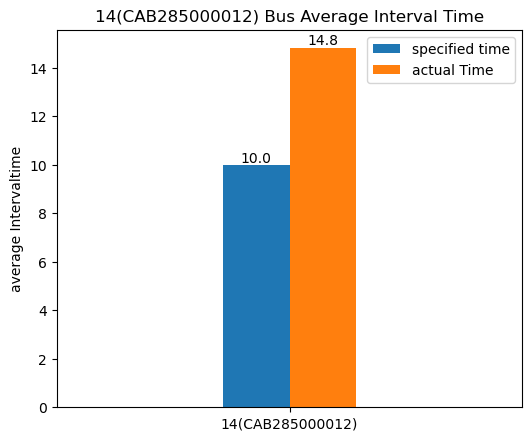 14(CAB285000012) Bus Average Interval Time
specified time
actual Time
14.8
10.0
average Intervaltime
14
12
10
8
6
4
2
0
14(CAB285000012)